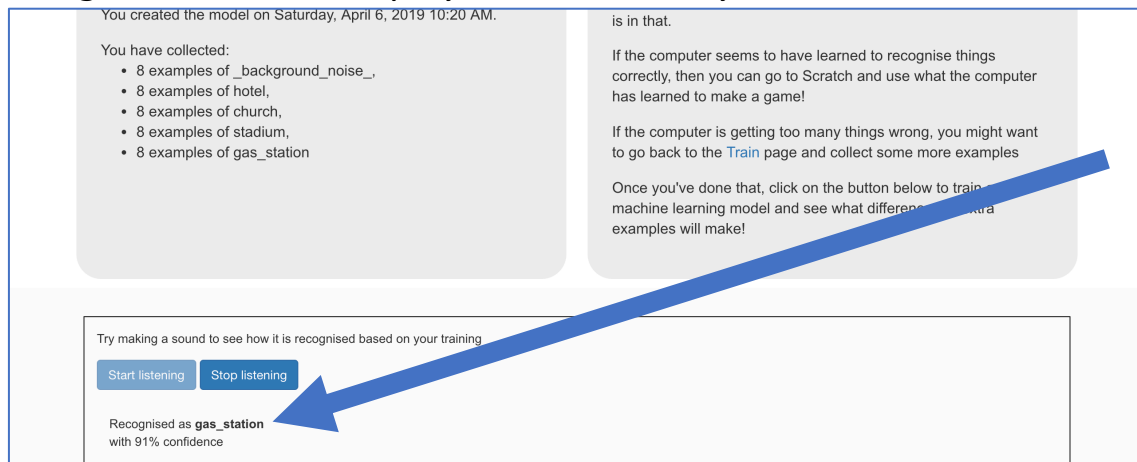 You created the model on Saturday, April 6, 2019 10:20 AM.
You have collected:
• 8 examples of _background_noise_,
• 8 examples of hotel,
• 8 examples of church,
• 8 examples of stadium,
• 8 examples of gas_station
is in that.
If the computer seems to have learned to recognise things
correctly, then you can go to Scratch and use what the computer
has learned to make a game!
If the computer is getting too many things wrong, you might want
to go back to the Train page and collect some more examples
Once you've done that, click on the button below to train
machine learning model and see what
examples will make!
Try making a sound to see how it is recognised based on your training
Start listening
Stop listening
Recognised as gas_station
with 91% confidence